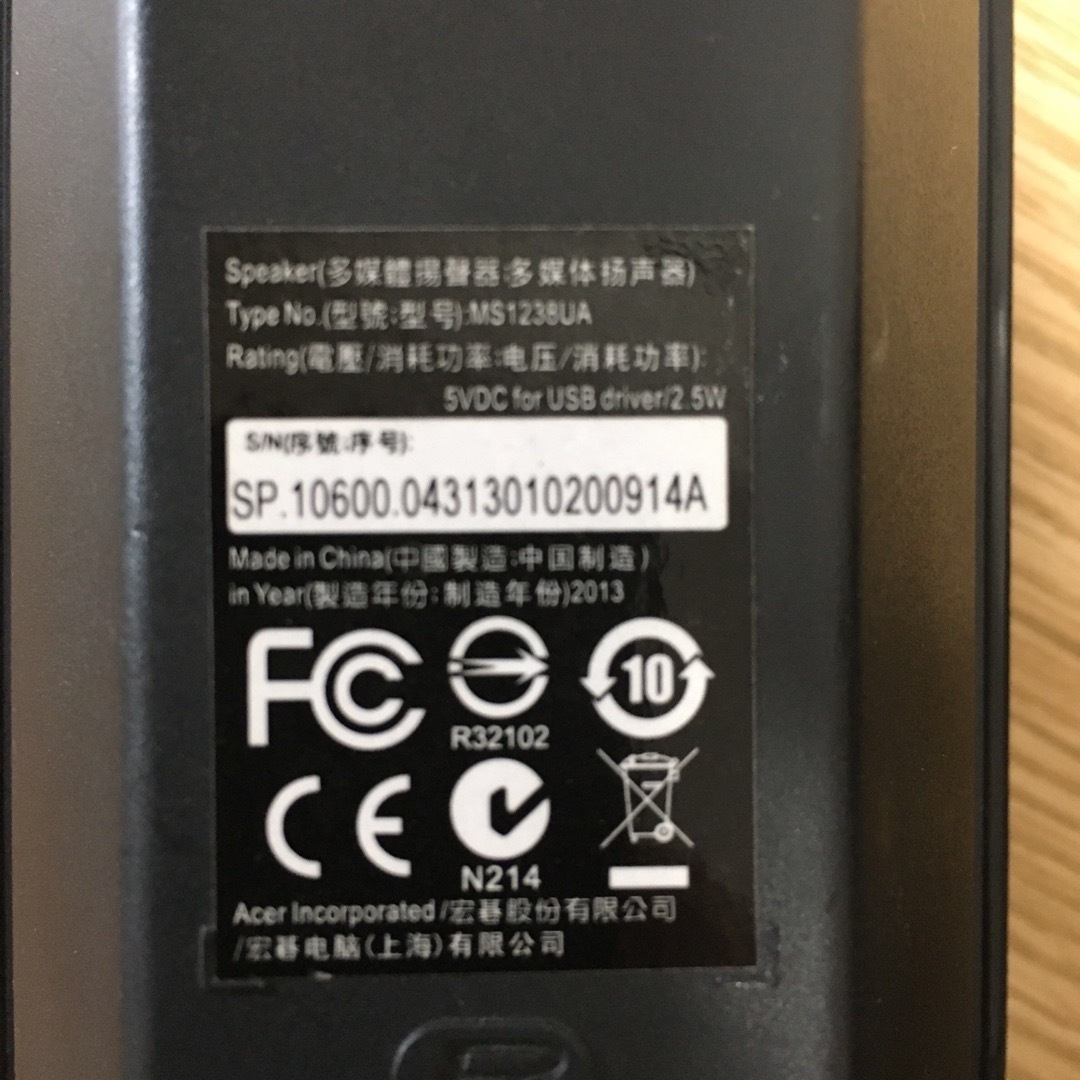 Speaker(多媒體揚聲器:多媒体扬声器)
Type No.(型號:型号):MS1238UA
Rating(電壓/消耗功率:电压/消耗功率):
5VDC for USB driver/2.5W
S/N(序號:序号):
SP.10600.04313010200914A
Made in China(中國製造:中国制造)
in Year(製造年份:制造年份)2013
FC
10
R32102
CE
N214
Acer Incorporated/宏碁股份有限公司
/宏碁电脑(上海)有限公司